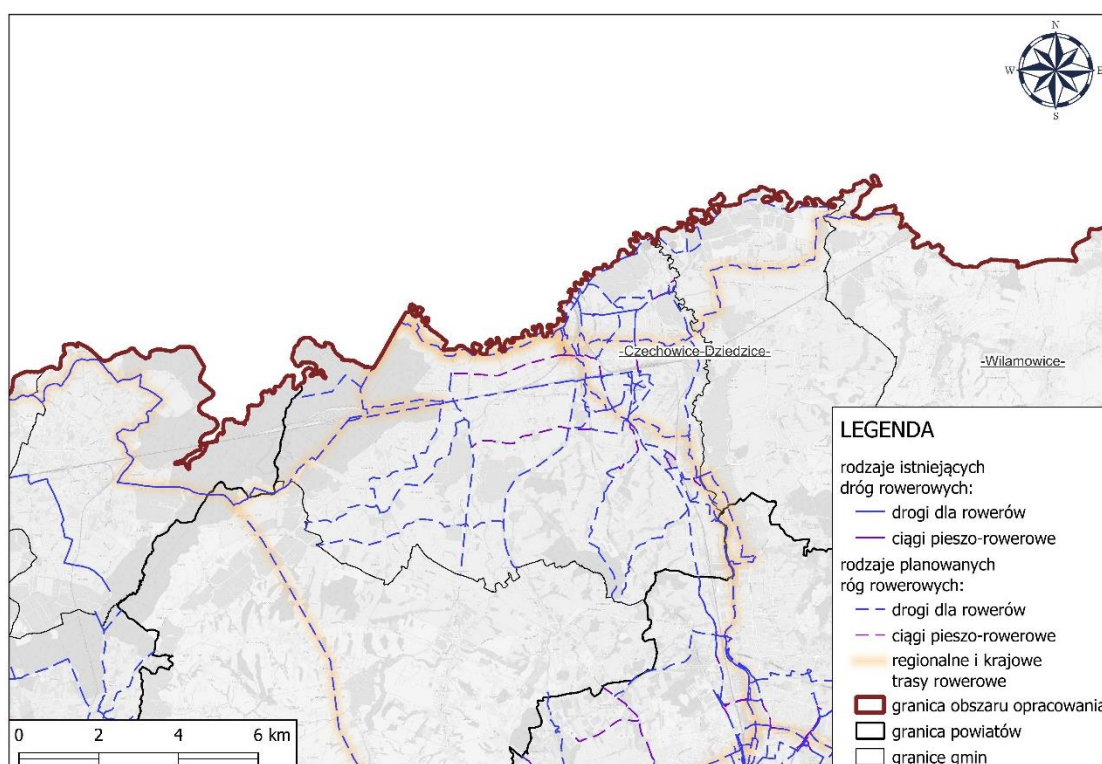 N
W
E
S
-Czechowice-Dziedzice-
-Wilamowice-
LEGENDA
rodzaje istniejących
dróg rowerowych:
drogi dla rowerów
ciągi pieszo-rowerowe
rodzaje planowanych
róg rowerowych:
drogi dla rowerów
ciągi pieszo-rowerowe
regionalne i krajowe
trasy rowerowe
granica obszaru opracowania
granica powiatów
granice gmin
0 2 4 6 km